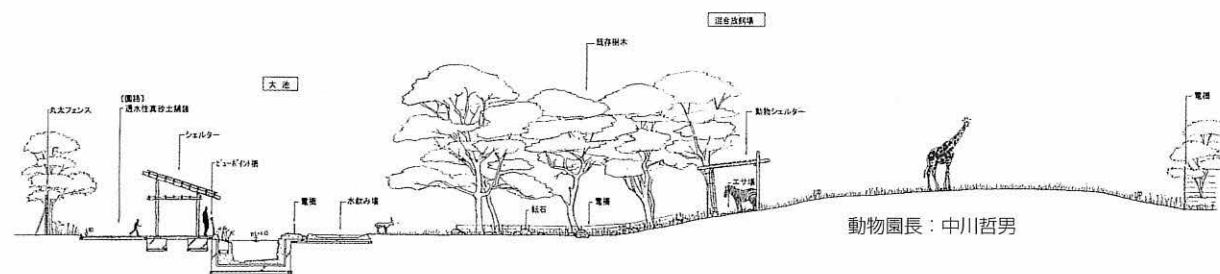 混合放飼場
既存樹木
大池
電柵
丸太フェンス
【園路】
透水性真砂土舗装
動物シェルター
シェルター
ビューポイント柵
エサ場
電柵
水飲み場
転石
電柵
動物園長：中川哲男